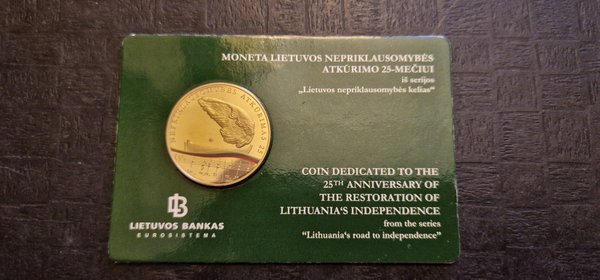 MONETA LIETUVOS NEPRIKLAUSOMYBĖS
ATKŪRIMO 25-MEČIUI
iš serijos
„Lietuvos nepriklausomybės kelias“
COIN DEDICATED TO THE
25TH ANNIVERSARY OF
THE RESTORATION OF
LITHUANIA‘S INDEPENDENCE
from the series
“Lithuania‘s road to independence”
LB
LIETUVOS BANKAS
EUROSISTEMA